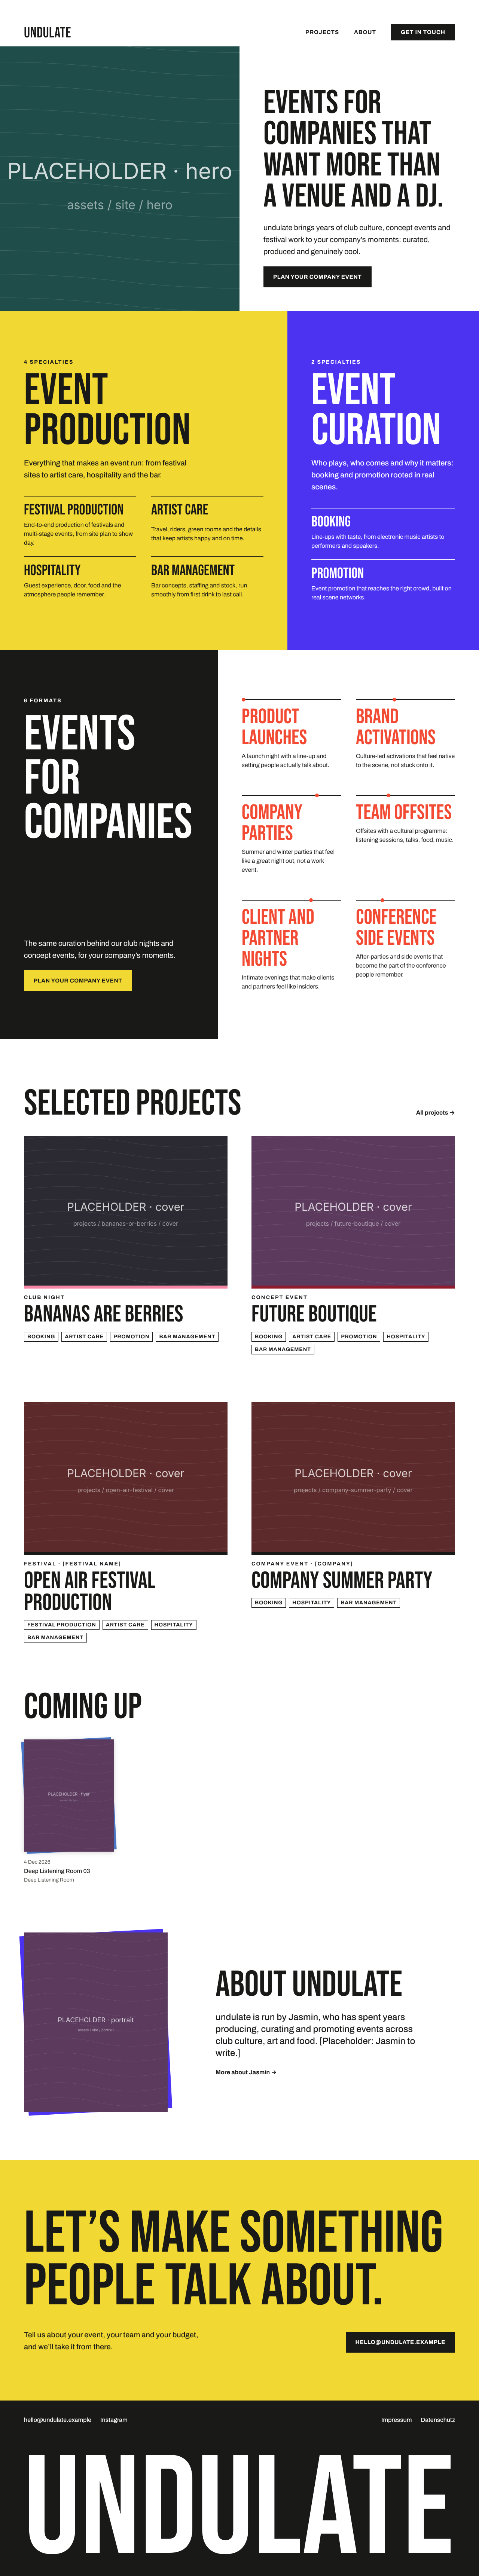 UNDULATE
PROJECTS
ABOUT
GET IN TOUCH
PLACEHOLDER · hero
assets / site / hero
EVENTS FOR
COMPANIES THAT
WANT MORE THAN
A VENUE AND A DJ.
undulate brings years of club culture, concept events and
festival work to your company's moments: curated,
produced and genuinely cool.
PLAN YOUR COMPANY EVENT
4 SPECIALTIES
EVENT
PRODUCTION
Everything that makes an event run: from festival
sites to artist care, hospitality and the bar.
FESTIVAL PRODUCTION
End-to-end production of festivals and
multi-stage events, from site plan to show
day.
ARTIST CARE
Travel, riders, green rooms and the details
that keep artists happy and on time.
HOSPITALITY
Guest experience, door, food and the
atmosphere people remember.
BAR MANAGEMENT
Bar concepts, staffing and stock, run
smoothly from first drink to last call.
2 SPECIALTIES
EVENT
CURATION
Who plays, who comes and why it matters:
booking and promotion rooted in real
scenes.
BOOKING
Line-ups with taste, from electronic music artists to
performers and speakers.
PROMOTION
Event promotion that reaches the right crowd, built on
real scene networks.
6 FORMATS
EVENTS
FOR
COMPANIES
The same curation behind our club nights and
concept events, for your company's moments.
PLAN YOUR COMPANY EVENT
PRODUCT
LAUNCHES
A launch night with a line-up and
setting people actually talk about.
BRAND
ACTIVATIONS
Culture-led activations that feel native
to the scene, not stuck onto it.
COMPANY
PARTIES
Summer and winter parties that feel
like a great night out, not a work
event.
TEAM OFFSITES
Offsites with a cultural programme:
listening sessions, talks, food, music.
CLIENT AND
PARTNER
NIGHTS
Intimate evenings that make clients
and partners feel like insiders.
CONFERENCE
SIDE EVENTS
After-parties and side events that
become part of the conference
people remember.
SELECTED PROJECTS
All projects →
PLACEHOLDER · cover
projects / bananas-or-berries / cover
CLUB NIGHT
BANANAS ARE BERRIES
BOOKING
ARTIST CARE
PROMOTION
BAR MANAGEMENT
PLACEHOLDER · cover
projects / future-boutique / cover
CONCEPT EVENT
FUTURE BOUTIQUE
BOOKING
ARTIST CARE
PROMOTION
HOSPITALITY
BAR MANAGEMENT
PLACEHOLDER · cover
projects / open-air-festival / cover
FESTIVAL · [FESTIVAL NAME]
OPEN AIR FESTIVAL
PRODUCTION
FESTIVAL PRODUCTION
ARTIST CARE
HOSPITALITY
BAR MANAGEMENT
PLACEHOLDER · cover
projects / company-summer-party / cover
COMPANY EVENT · [COMPANY]
COMPANY SUMMER PARTY
BOOKING
HOSPITALITY
BAR MANAGEMENT
COMING UP
PLACEHOLDER · flyer
4 Dec 2026
Deep Listening Room 03
Deep Listening Room
PLACEHOLDER · portrait
assets / site / portrait
ABOUT UNDULATE
undulate is run by Jasmin, who has spent years
producing, curating and promoting events across
club culture, art and food. [Placeholder: Jasmin to
write.]
More about Jasmin →
LET'S MAKE SOMETHING
PEOPLE TALK ABOUT.
Tell us about your event, your team and your budget,
and we'll take it from there.
HELLO@UNDULATE.EXAMPLE
hello@undulate.example
Instagram
Impressum
Datenschutz
UNDULATE